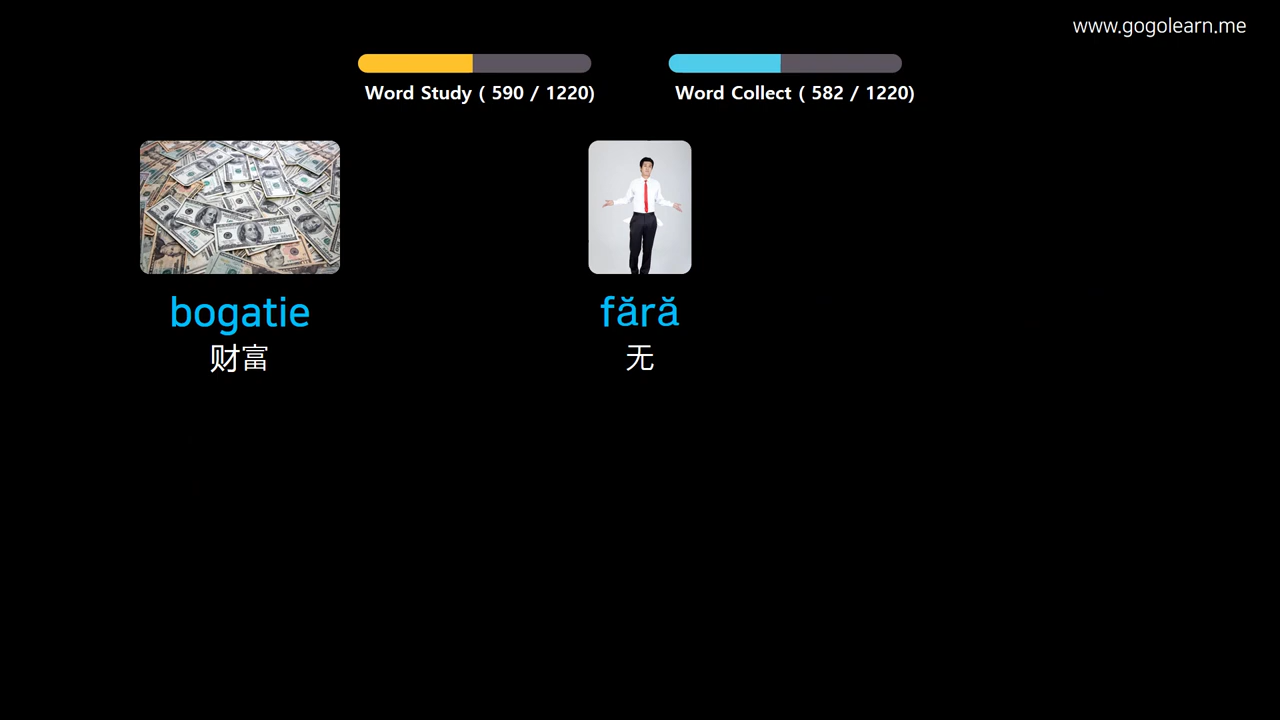 www.gogolearn.me
Word Study ( 590 / 1220)
Word Collect ( 582 / 1220)
bogatie
财富
fără
无